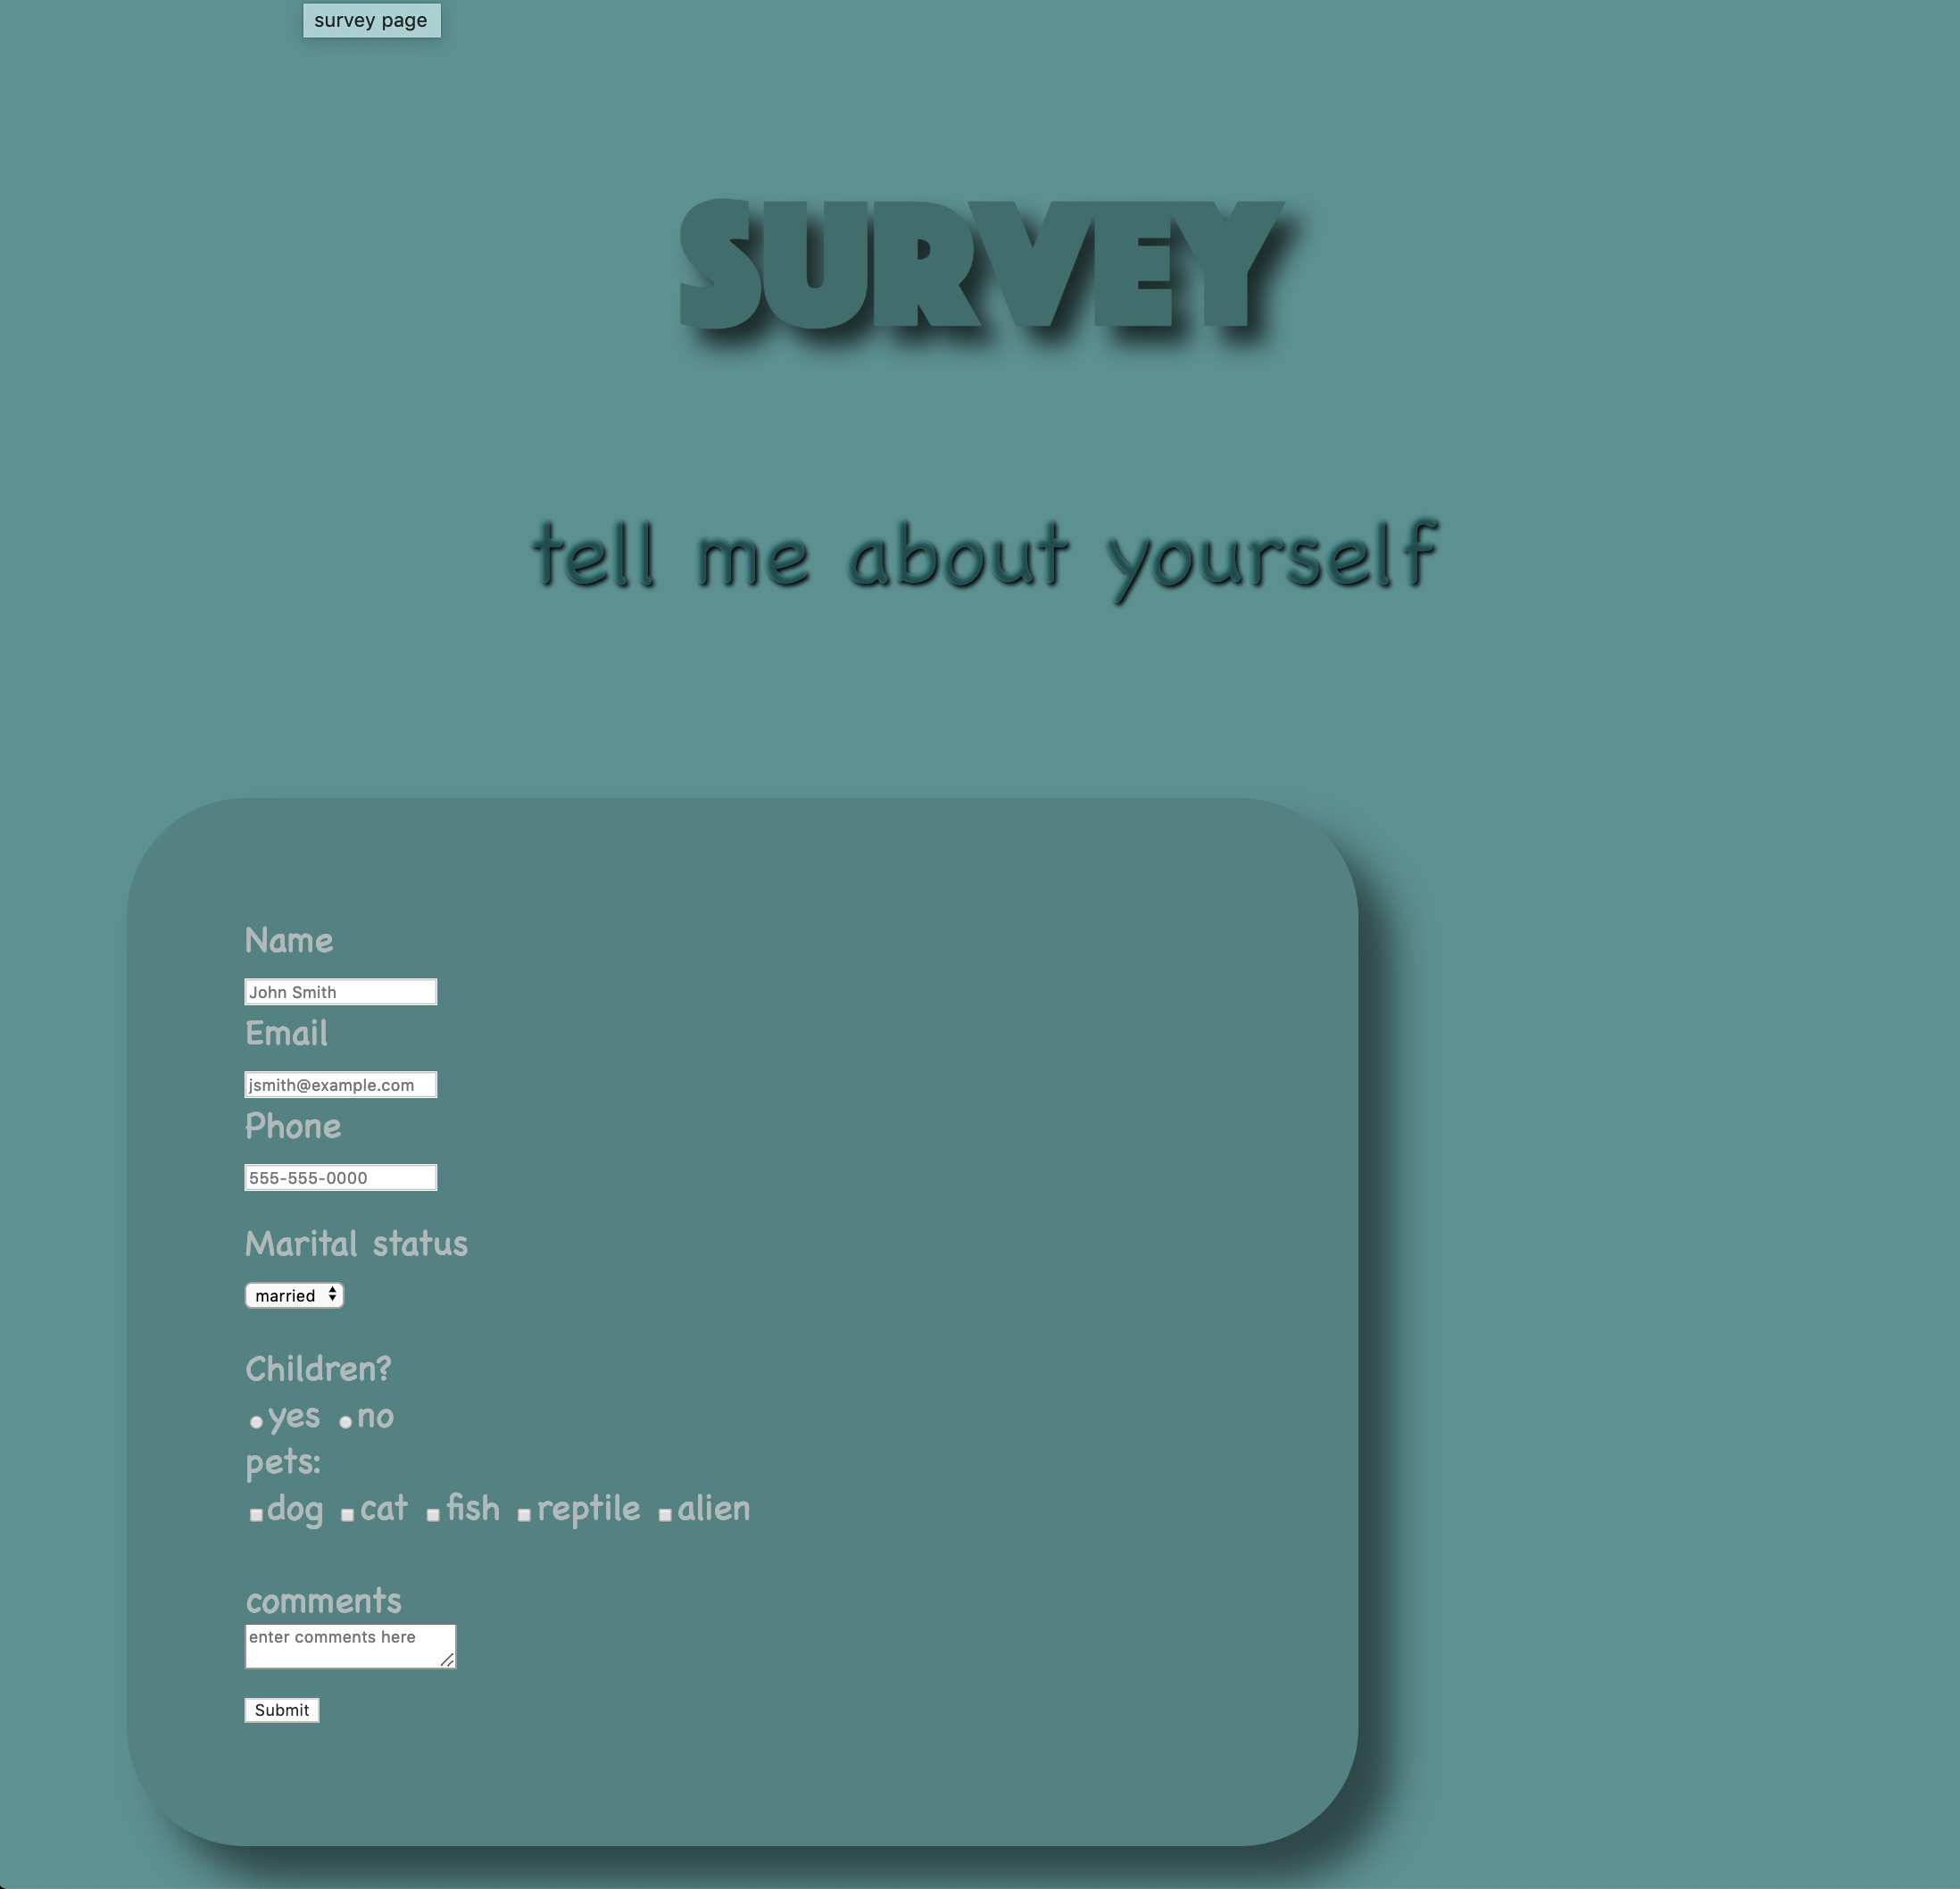 survey page
SURVEY
tell me about yourself
Name
John Smith
Email
jsmith@example.com
Phone
555-555-0000
Marital status
married
Children?
yes no
pets:
dog cat fish reptile alien
comments
enter comments here
Submit